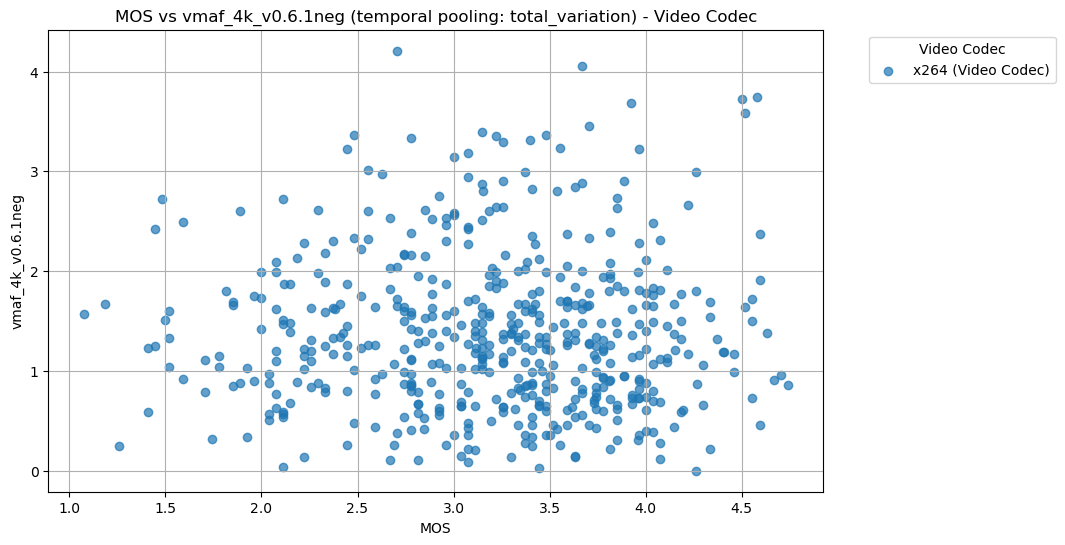 MOS vs vmaf_4k_v0.6.1neg (temporal pooling: total_variation) - Video Codec
Video Codec
x264 (Video Codec)
vmaf_4k_v0.6.1neg
4
3
2
1
0
1.0 1.5 2.0 2.5 3.0 3.5 4.0 4.5
MOS